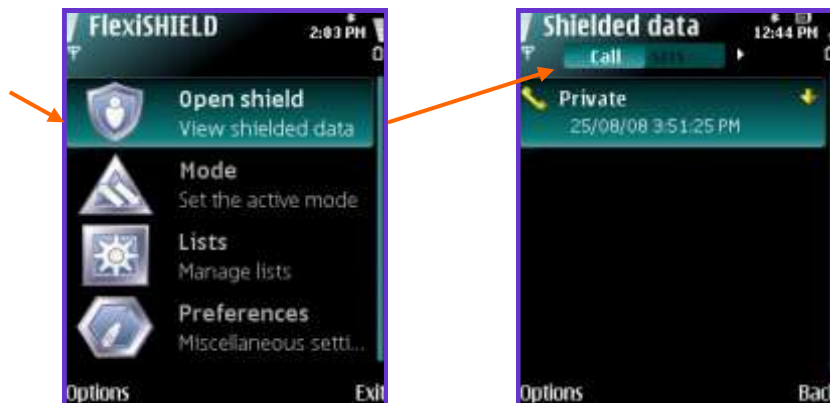 FlexiSHIELD
2:03 PM
Open shield
View shielded data
Mode
Set the active mode
Lists
Manage lists
Preferences
Miscellaneous setti...
Options
Exit
Shielded data
12:44 PM
Call
SMS
Private
25/08/08 3:51:25 PM
Options
Back